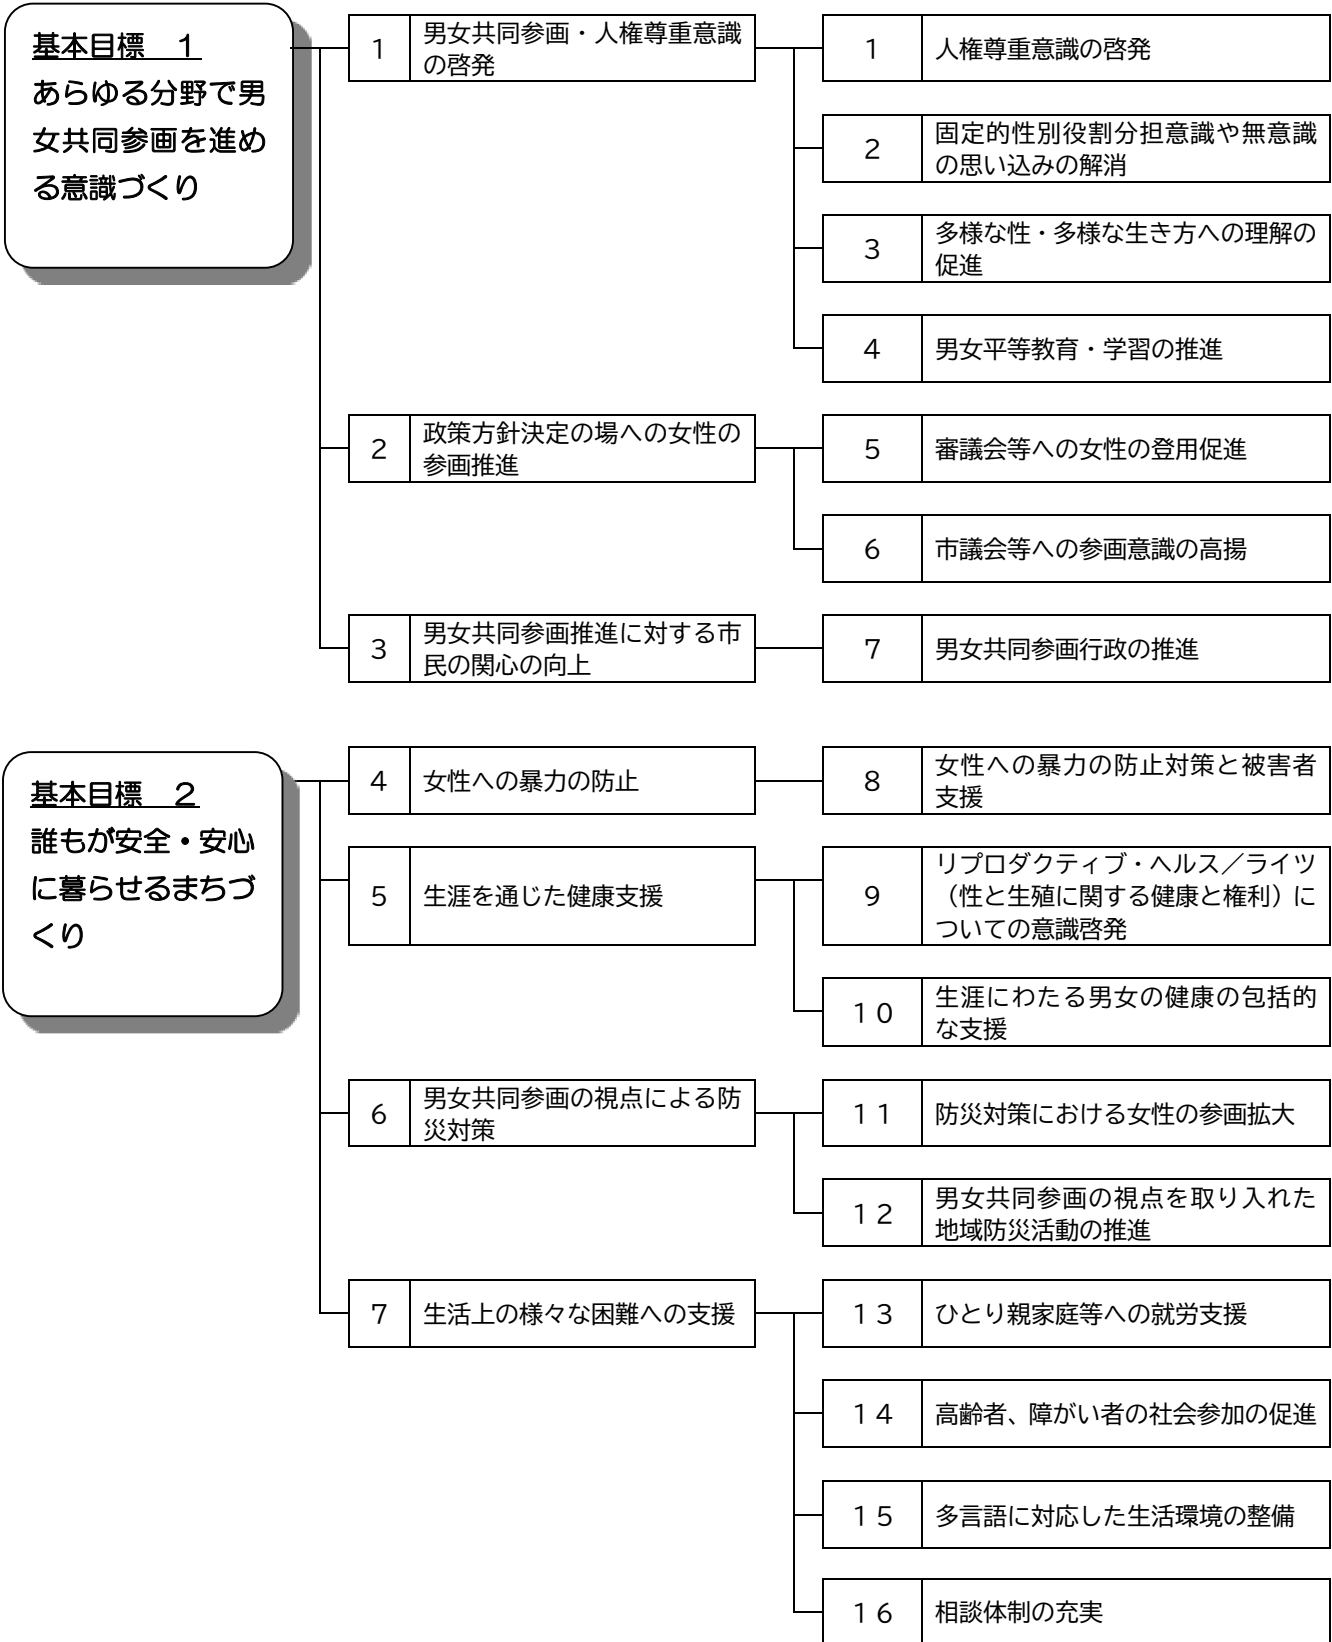 基本目標　１
あらゆる分野で男
女共同参画を進め
る意識づくり
１
男女共同参画・人権尊重意識
の啓発
１
人権尊重意識の啓発
２
固定的性別役割分担意識や無意識
の思い込みの解消
３
多様な性・多様な生き方への理解の
促進
４
男女平等教育・学習の推進
２
政策方針決定の場への女性の
参画推進
５
審議会等への女性の登用促進
６
市議会等への参画意識の高揚
３
男女共同参画推進に対する市
民の関心の向上
７
男女共同参画行政の推進
基本目標　２
誰もが安全・安心
に暮らせるまちづ
くり
４
女性への暴力の防止
８
女性への暴力の防止対策と被害者
支援
５
生涯を通じた健康支援
９
リプロダクティブ・ヘルス／ライツ
（性と生殖に関する健康と権利）に
ついての意識啓発
１０
生涯にわたる男女の健康の包括的
な支援
６
男女共同参画の視点による防
災対策
１１
防災対策における女性の参画拡大
１２
男女共同参画の視点を取り入れた
地域防災活動の推進
７
生活上の様々な困難への支援
１３
ひとり親家庭等への就労支援
１４
高齢者、障がい者の社会参加の促進
１５
多言語に対応した生活環境の整備
１６
相談体制の充実